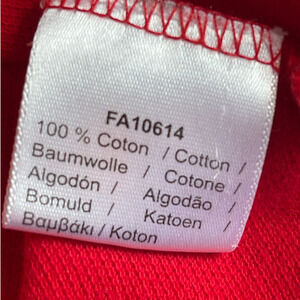 FA10614
100 % Coton / Cotton /
Baumwolle / Cotone /
Algodón / Algodão /
Bomuld / Katoen /
Βαμβάκι / Koton